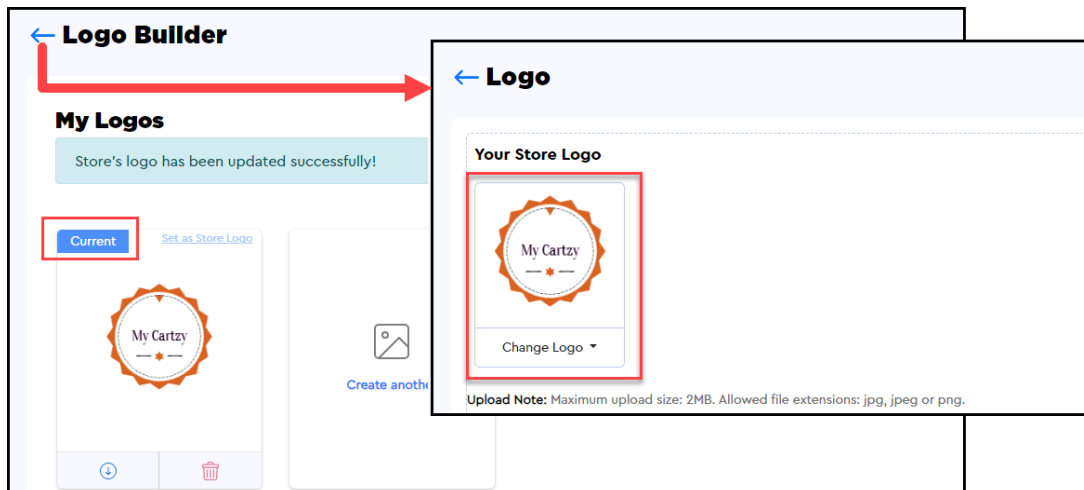 Logo Builder
My Logos
Store's logo has been updated successfully!
Current
Set as Store Logo
My Cartzy
Create anothe
Logo
Your Store Logo
My Cartzy
Change Logo
Upload Note: Maximum upload size: 2MB. Allowed file extensions: jpg, jpeg or png.